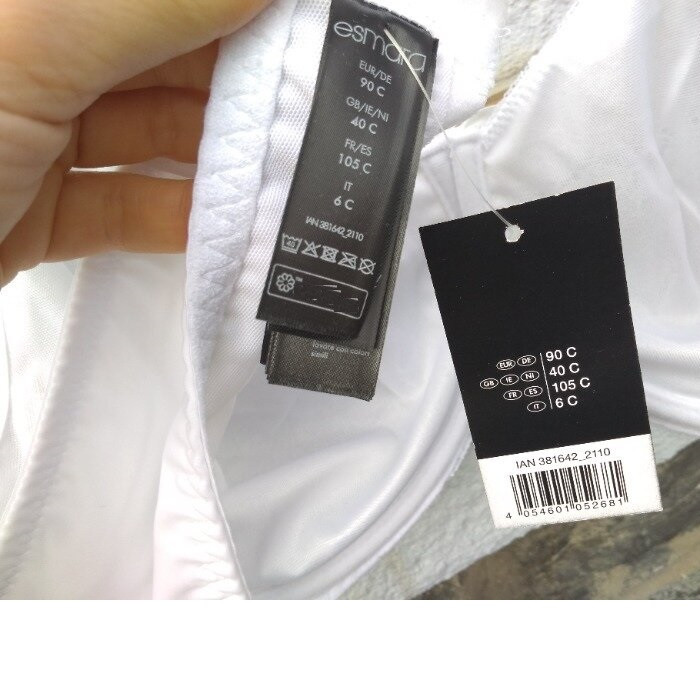 esmara
EUR/DE
90 C
GB/IE/NI
40 C
FR/ES
105 C
IT
6 C
IAN 381642_2110
40
EUR DE 90 C
GB IE NI 40 C
FR ES 105 C
IT 6 C
IAN 381642_2110
4 054601 052681